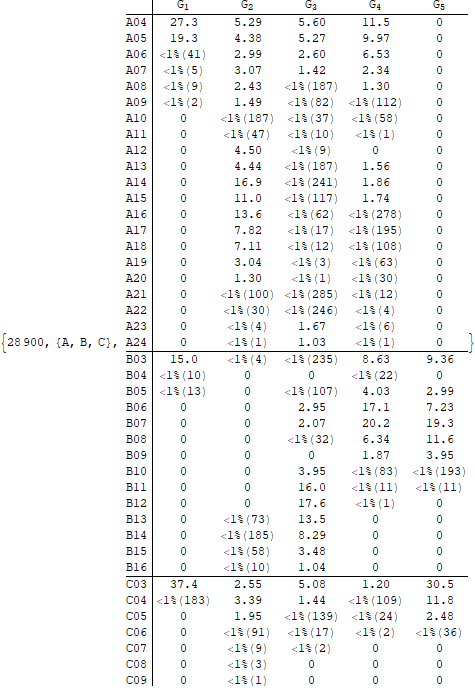 G1 G2 G3 G4 G5
A04 27.3 5.29 5.60 11.5 0
A05 19.3 4.38 5.27 9.97 0
A06 <1%(41) 2.99 2.60 6.53 0
A07 <1%(5) 3.07 1.42 2.34 0
A08 <1%(9) 2.43 <1%(187) 1.30 0
A09 <1%(2) 1.49 <1%(82) <1%(112) 0
A10 0 <1%(187) <1%(37) <1%(58) 0
A11 0 <1%(47) <1%(10) <1%(1) 0
A12 0 4.50 <1%(9) 0 0
A13 0 4.44 <1%(187) 1.56 0
A14 0 16.9 <1%(241) 1.86 0
A15 0 11.0 <1%(117) 1.74 0
A16 0 13.6 <1%(62) <1%(278) 0
A17 0 7.82 <1%(17) <1%(195) 0
A18 0 7.11 <1%(12) <1%(108) 0
A19 0 3.04 <1%(3) <1%(63) 0
A20 0 1.30 <1%(1) <1%(30) 0
A21 0 <1%(100) <1%(285) <1%(12) 0
A22 0 <1%(30) <1%(246) <1%(4) 0
A23 0 <1%(4) 1.67 <1%(6) 0
{28 900, {A, B, C}, A24 0 <1%(1) 1.03 <1%(1) 0 }
B03 15.0 <1%(4) <1%(235) 8.63 9.36
B04 <1%(10) 0 0 <1%(22) 0
B05 <1%(13) 0 <1%(107) 4.03 2.99
B06 0 0 2.95 17.1 7.23
B07 0 0 2.07 20.2 19.3
B08 0 0 <1%(32) 6.34 11.6
B09 0 0 0 1.87 3.95
B10 0 0 3.95 <1%(83) <1%(193)
B11 0 0 16.0 <1%(11) <1%(11)
B12 0 0 17.6 <1%(1) 0
B13 0 <1%(73) 13.5 0 0
B14 0 <1%(185) 8.29 0 0
B15 0 <1%(58) 3.48 0 0
B16 0 <1%(10) 1.04 0 0
C03 37.4 2.55 5.08 1.20 30.5
C04 <1%(183) 3.39 1.44 <1%(109) 11.8
C05 0 1.95 <1%(139) <1%(24) 2.48
C06 0 <1%(91) <1%(17) <1%(2) <1%(36)
C07 0 <1%(9) <1%(2) 0 0
C08 0 <1%(3) 0 0 0
C09 0 <1%(1) 0 0 0